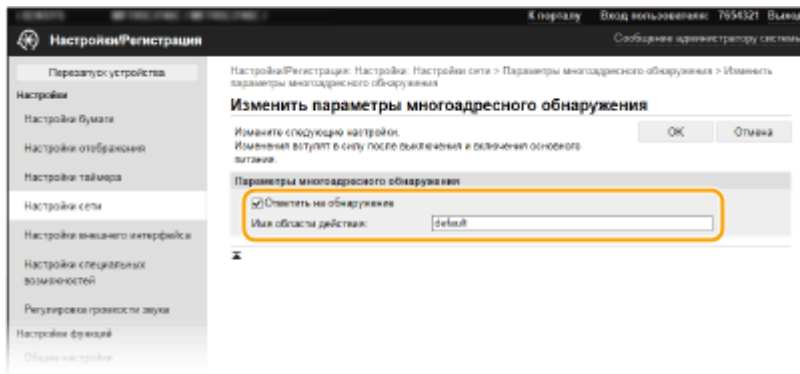 К порталу Вход пользователя: 7654321 Выход
Настройки/Регистрация
Сообщение администратору системы
Перезапуск устройства
Настройки
Настройки бумаги
Настройки отображения
Настройки таймера
Настройки сети
Настройки внешнего интерфейса
Настройки специальных
возможностей
Регулировка громкости звука
Настройки функций
Общие настройки
Настройки/Регистрация: Настройки: Настройки сети > Параметры многоадресного обнаружения > Изменить
параметры многоадресного обнаружения
Изменить параметры многоадресного обнаружения
Измените следующие настройки.
Изменения вступят в силу после выключения и включения основного
питания.
OK Отмена
Параметры многоадресного обнаружения
Ответить на обнаружение
Имя области действия: default